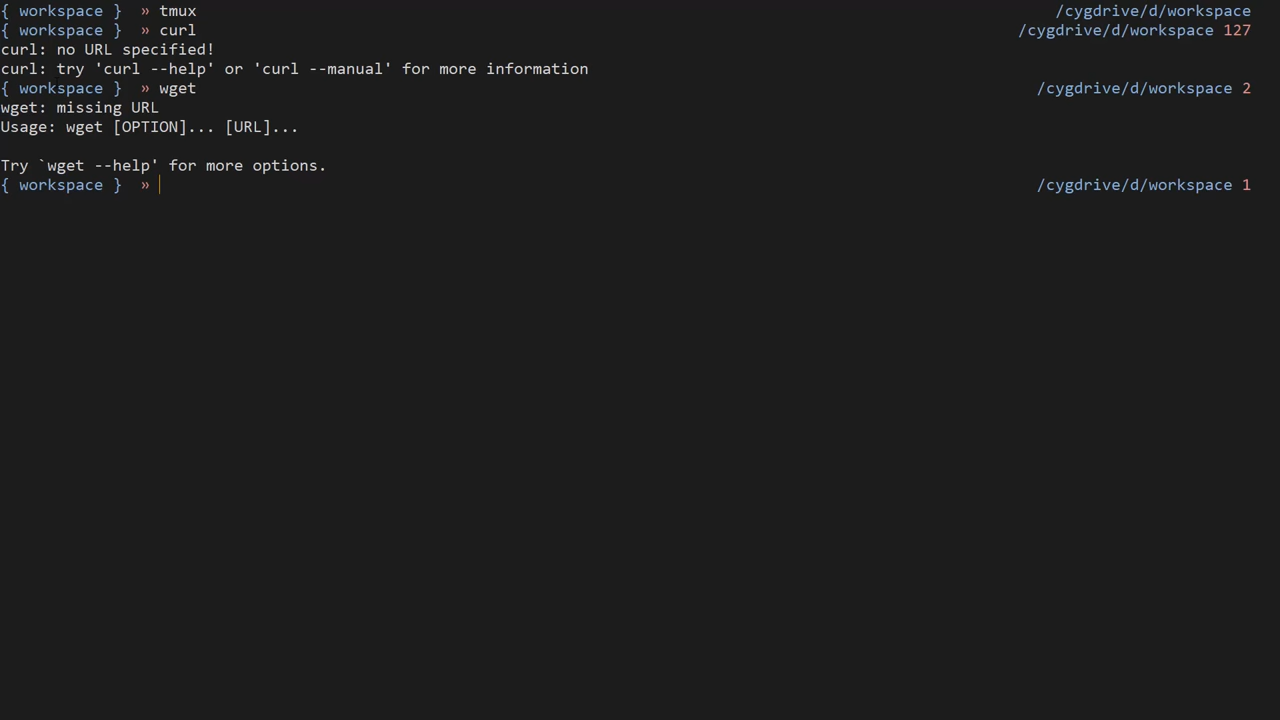 { workspace } » tmux /cygdrive/d/workspace
{ workspace } » curl /cygdrive/d/workspace 127
curl: no URL specified!
curl: try 'curl --help' or 'curl --manual' for more information
{ workspace } » wget /cygdrive/d/workspace 2
wget: missing URL
Usage: wget [OPTION]... [URL]...

Try `wget --help' for more options.
{ workspace } » /cygdrive/d/workspace 1